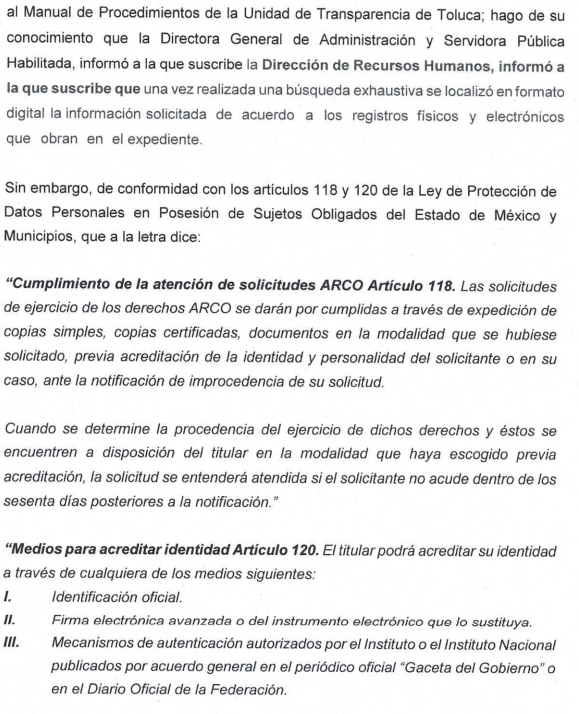 al Manual de Procedimientos de la Unidad de Transparencia de Toluca; hago de su
conocimiento que la Directora General de Administración y Servidora Pública
Habilitada, informó a la que suscribe la Dirección de Recursos Humanos, informó a
la que suscribe que una vez realizada una búsqueda exhaustiva se localizó en formato
digital la información solicitada de acuerdo a los registros físicos y electrónicos
que obran en el expediente.
Sin embargo, de conformidad con los artículos 118 y 120 de la Ley de Protección de
Datos Personales en Posesión de Sujetos Obligados del Estado de México y
Municipios, que a la letra dice:
“Cumplimiento de la atención de solicitudes ARCO Artículo 118. Las solicitudes
de ejercicio de los derechos ARCO se darán por cumplidas a través de expedición de
copias simples, copias certificadas, documentos en la modalidad que se hubiese
solicitado, previa acreditación de la identidad y personalidad del solicitante o en su
caso, ante la notificación de improcedencia de su solicitud.
Cuando se determine la procedencia del ejercicio de dichos derechos y éstos se
encuentren a disposición del titular en la modalidad que haya escogido previa
acreditación, la solicitud se entenderá atendida si el solicitante no acude dentro de los
sesenta días posteriores a la notificación.”
“Medios para acreditar identidad Artículo 120. El titular podrá acreditar su identidad
a través de cualquiera de los medios siguientes:
I. Identificación oficial.
II. Firma electrónica avanzada o del instrumento electrónico que lo sustituya.
III. Mecanismos de autenticación autorizados por el Instituto o el Instituto Nacional
publicados por acuerdo general en el periódico oficial “Gaceta del Gobierno” o
en el Diario Oficial de la Federación.